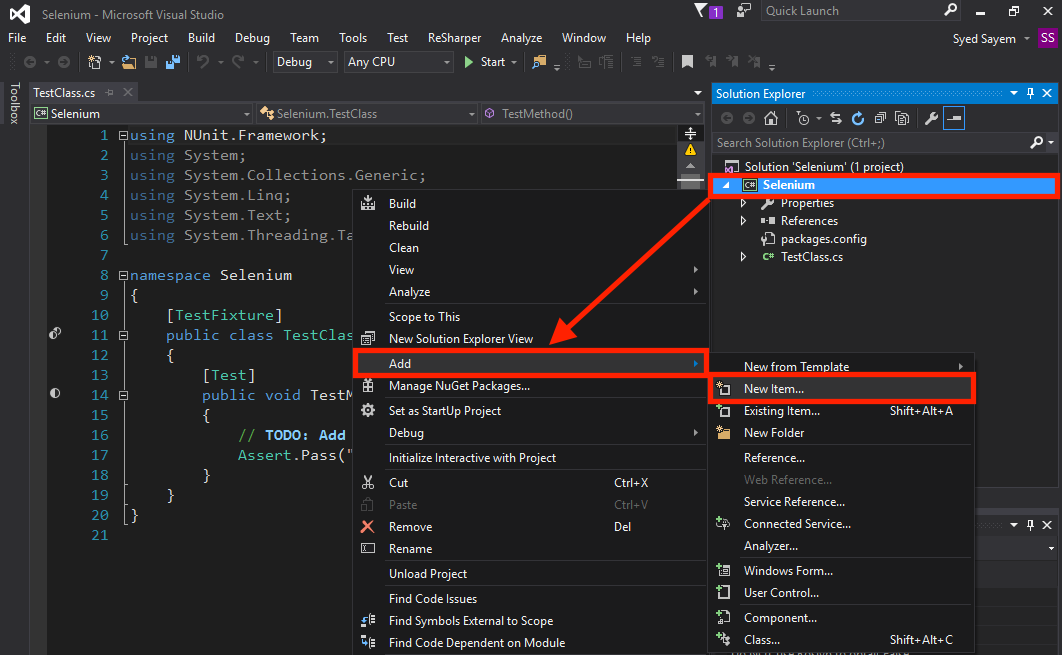 Selenium - Microsoft Visual Studio
1
Quick Launch
File Edit View Project Build Debug Team Tools Test ReSharper Analyze Window Help
Syed Sayem
SS
Debug Any CPU Start
Toolbox
TestClass.cs
Selenium Selenium.TestClass TestMethod()
1 using NUnit.Framework;
2 using System;
3 using System.Collections.Generic;
4 using System.Linq;
5 using System.Text;
6 using System.Threading.Ta
7
8 namespace Selenium
9 {
10 [TestFixture]
11 public class TestClas
12 {
13 [Test]
14 public void TestM
15 {
16 // TODO: Add
17 Assert.Pass("
18 }
19 }
20 }
21
Build
Rebuild
Clean
View
Analyze
Scope to This
New Solution Explorer View
Add
Manage NuGet Packages...
Set as StartUp Project
Debug
Initialize Interactive with Project
Cut Ctrl+X
Paste Ctrl+V
Remove Del
Rename
Unload Project
Find Code Issues
Find Symbols External to Scope
Find Code Dependent on Module
Solution Explorer
Search Solution Explorer (Ctrl+;)
Solution 'Selenium' (1 project)
C# Selenium
Properties
References
packages.config
C# TestClass.cs
New from Template
New Item...
Existing Item... Shift+Alt+A
New Folder
Reference...
Web Reference...
Service Reference...
Connected Service...
Analyzer...
Windows Form...
User Control...
Component...
Class... Shift+Alt+C